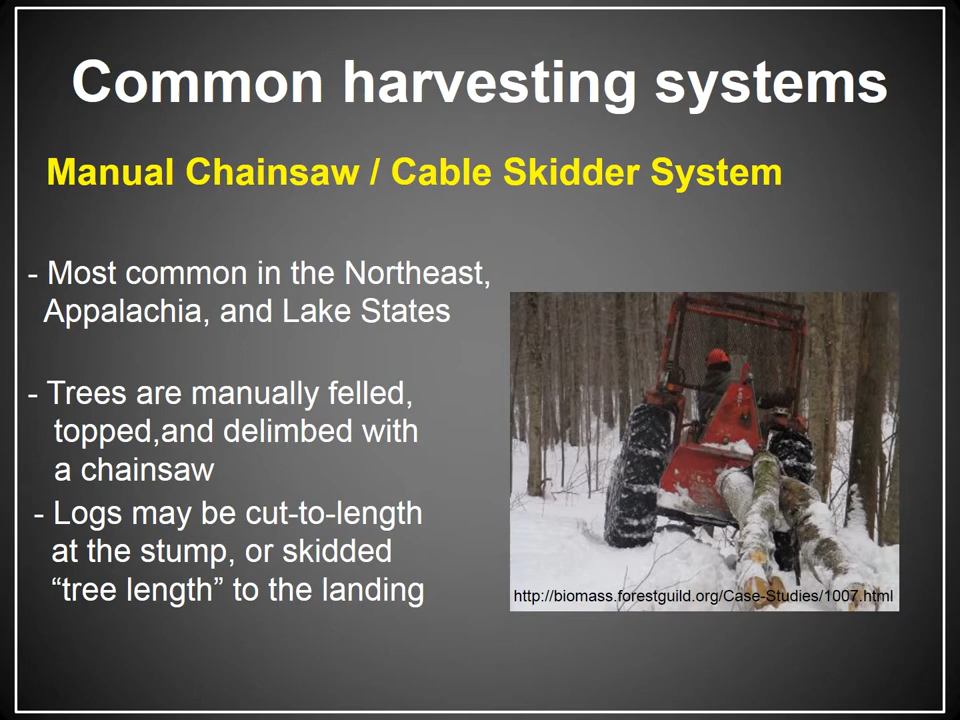 Common harvesting systems
Manual Chainsaw / Cable Skidder System
- Most common in the Northeast,
Appalachia, and Lake States
- Trees are manually felled,
topped,and delimbed with
a chainsaw
- Logs may be cut-to-length
at the stump, or skidded
“tree length” to the landing
http://biomass.forestguild.org/Case-Studies/1007.html